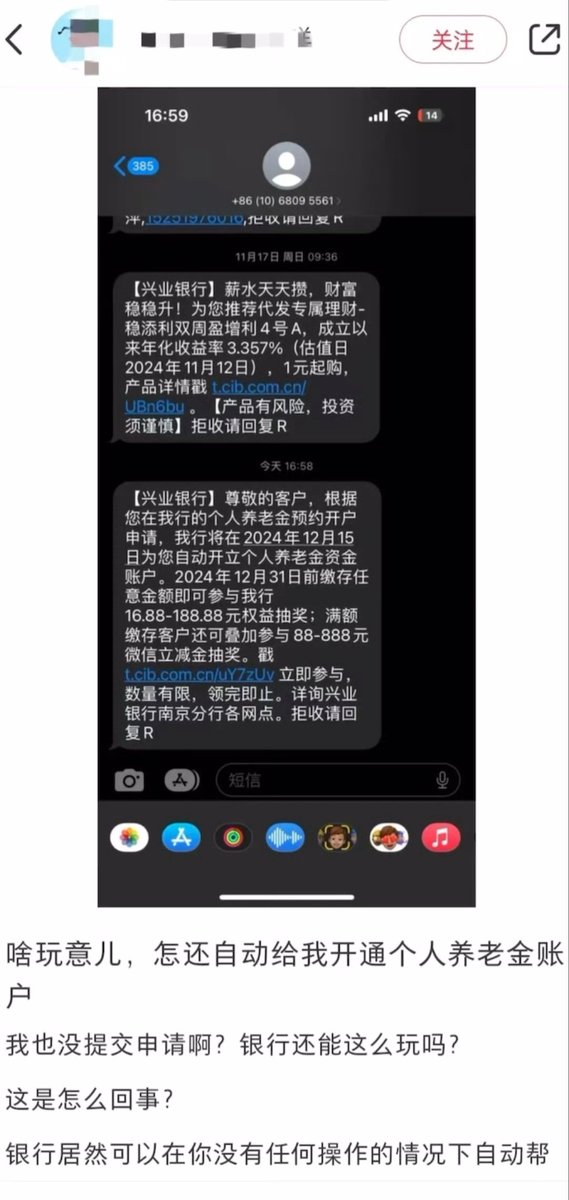 关注
16:59
14
385
+86 (10) 6809 5561
萍,15251976016,拒收请回复R
11月17日 周日 09:36
【兴业银行】薪水天天攒，财富
稳稳升！为您推荐代发专属理财-
稳添利双周盈增利4号A，成立以
来年化收益率3.357%（估值日
2024年11月12日），1元起购，
产品详情戳 t.cib.com.cn/
UBn6bu 。【产品有风险，投资
须谨慎】拒收请回复R
今天 16:58
【兴业银行】尊敬的客户，根据
您在我行的个人养老金预约开户
申请，我行将在2024年12月15
日为您自动开立个人养老金资金
账户。2024年12月31日前缴存任
意金额即可参与我行
16.88-188.88元权益抽奖；满额
缴存客户还可叠加参与88-888元
微信立减金抽奖。戳
t.cib.com.cn/uY7zUv 立即参与，
数量有限，领完即止。详询兴业
银行南京分行各网点。拒收请回
复R
短信
啥玩意儿，怎还自动给我开通个人养老金账
户
我也没提交申请啊？银行还能这么玩吗？
这是怎么回事？
银行居然可以在你没有任何操作的情况下自动帮